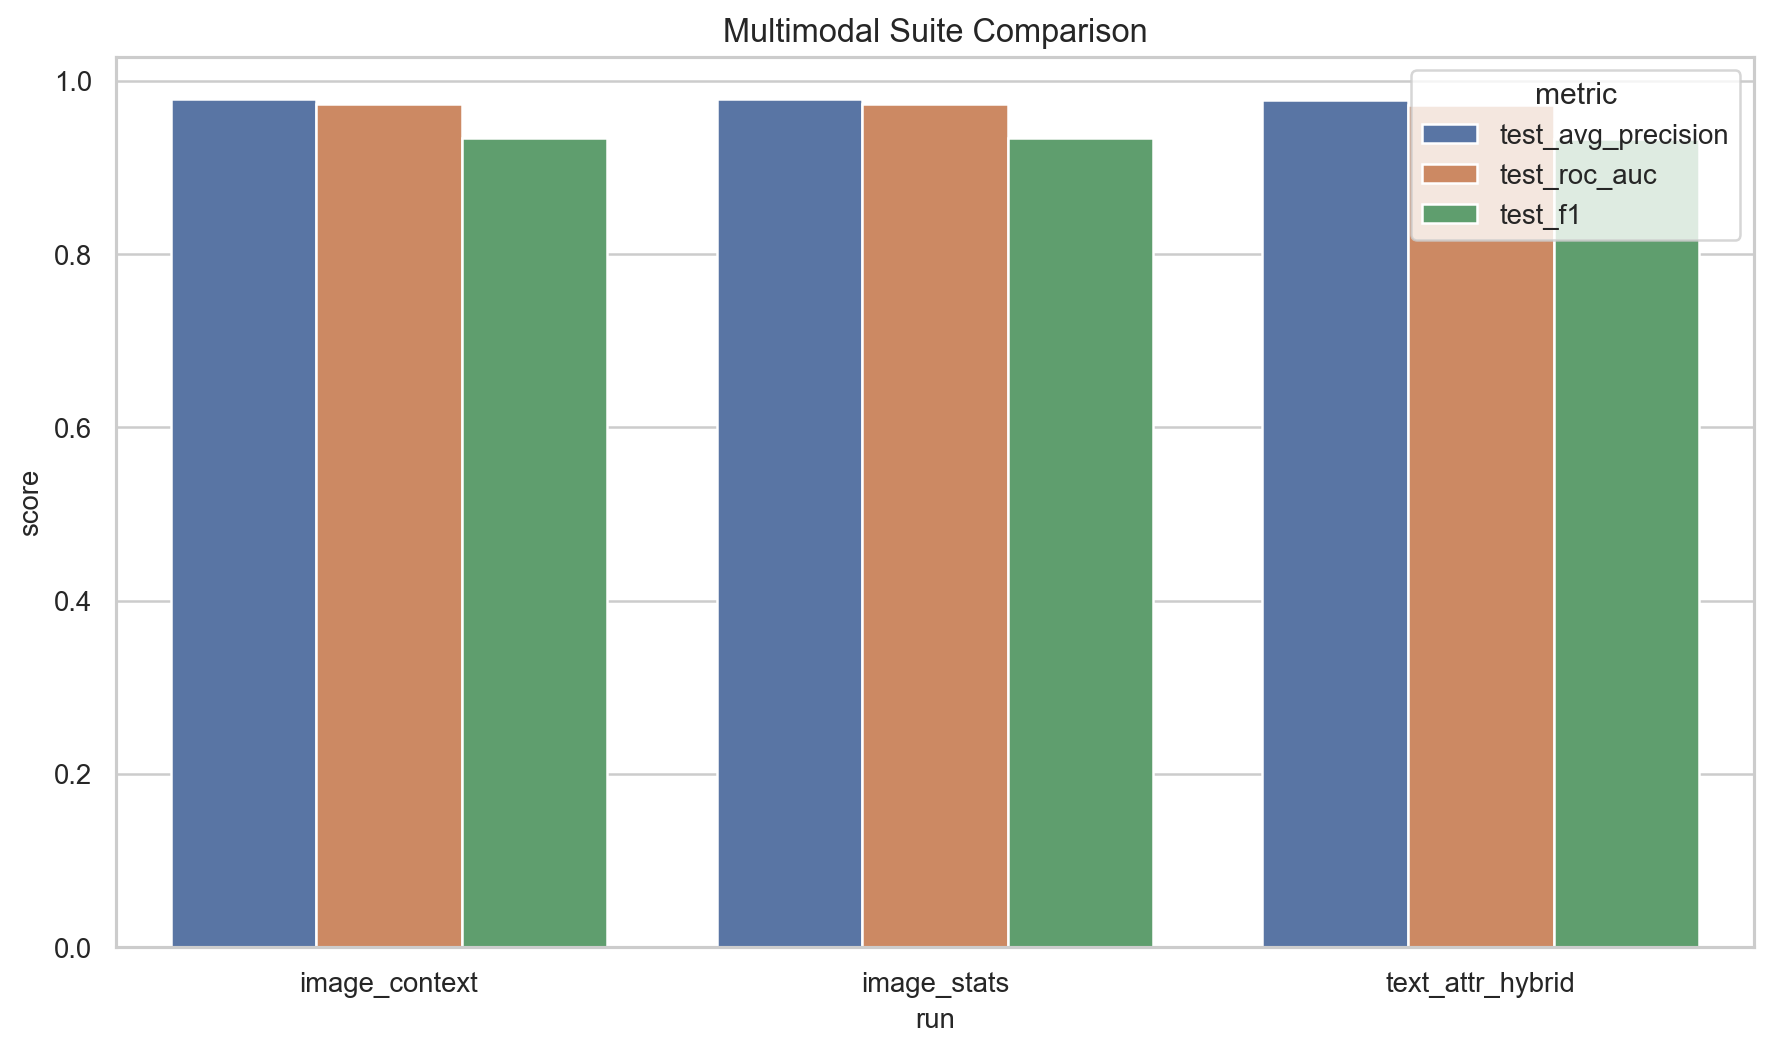 Multimodal Suite Comparison
metric
test_avg_precision
test_roc_auc
test_f1
score
1.0
0.8
0.6
0.4
0.2
0.0
image_context
image_stats
text_attr_hybrid
run